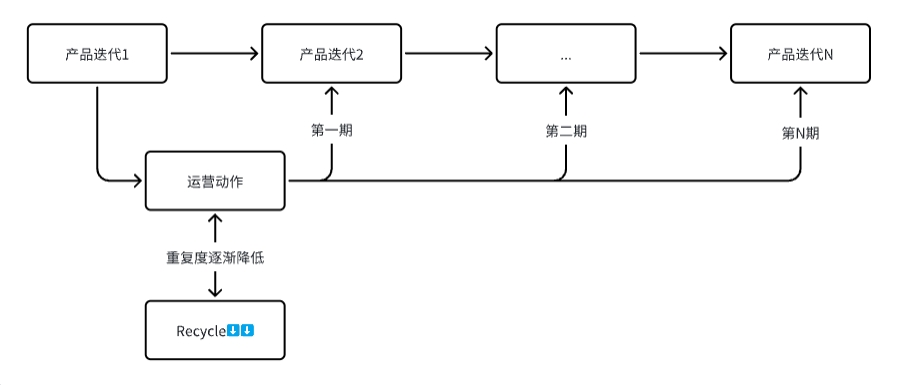 产品迭代1
产品迭代2
...
产品迭代N
第一期
第二期
第N期
运营动作
重复度逐渐降低
Recycle⬇️⬇️